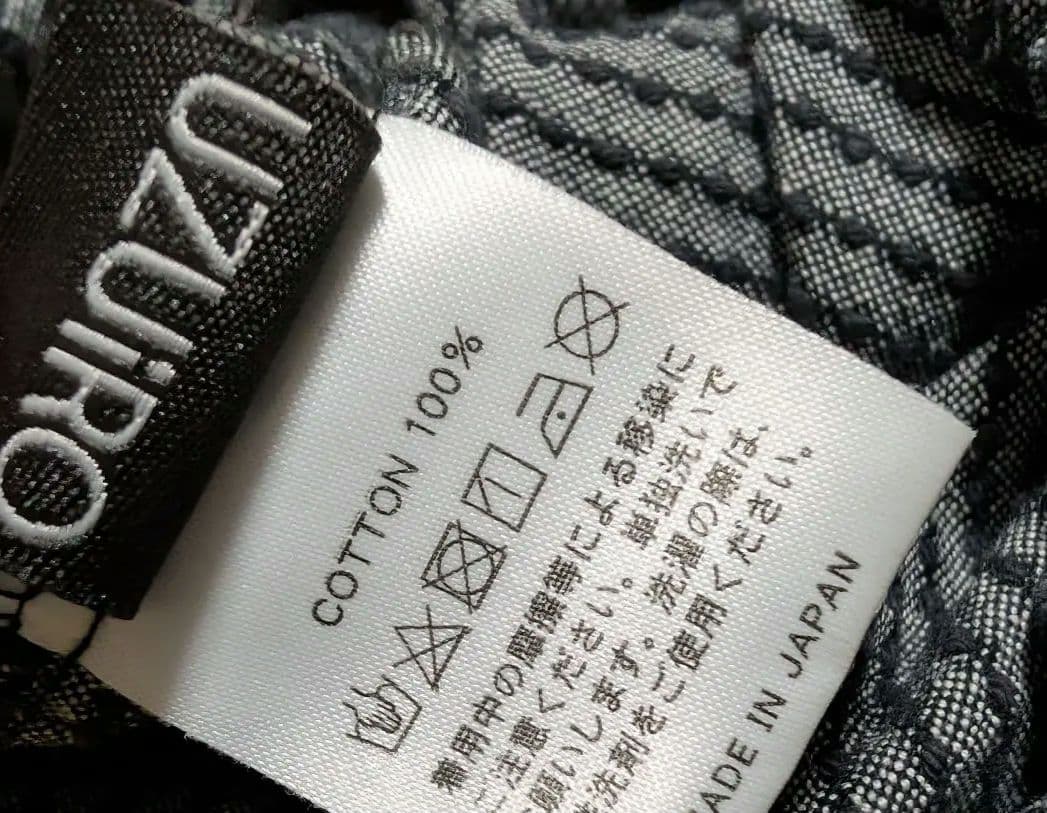 UZUiRO
COTTON 100%
着用中の摩擦等による移染に
ご注意ください。 単独洗いで
お願いします。洗濯の際は、
性洗剤をご使用ください。
MADE IN JAPAN